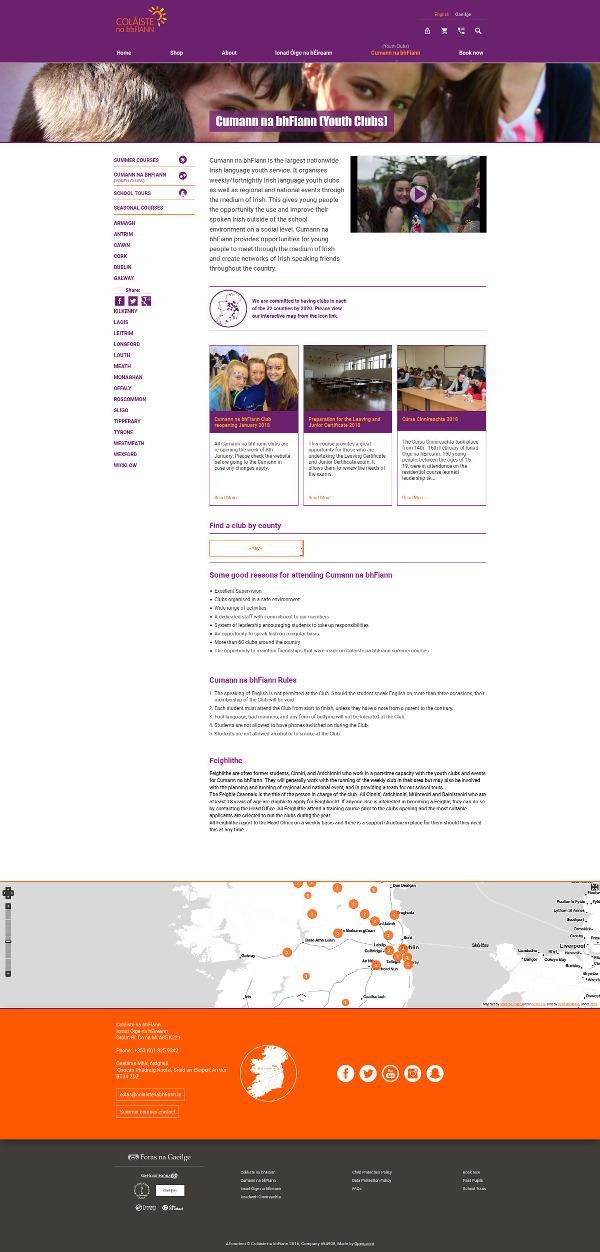 COLÁISTE
na bhFIANN
English
Gaeilge
Home
Shop
About
Ionad Óige na hÉireann
(Youth Clubs)
Cumann na bhFiann
Book now
Cumann na bhFiann (Youth Clubs)
SUMMER COURSES
CUMANN NA BHFIANN
(YOUTH CLUBS)
SCHOOL TOURS
SEASONAL COURSES
ARMAGH
ANTRIM
CAVAN
CORK
DUBLIN
GALWAY
Share:
KILKENNY
LAOIS
LEITRIM
LONGFORD
LOUTH
MEATH
MONAGHAN
OFFALY
ROSCOMMON
SLIGO
TIPPERARY
TYRONE
WESTMEATH
WEXFORD
WICKLOW
Cumann na bhFiann is the largest nationwide
Irish language youth service. It organises
weekly/fortnightly Irish language youth clubs
as well as regional and national events through
the medium of Irish. This gives young people
the opportunity the use and improve their
spoken Irish outside of the school
environment on a social level. Cumann na
bhFiann provides opportunities for young
people to meet through the medium of Irish
and create networks of Irish speaking friends
throughout the country.
We are committed to having clubs in each
of the 32 counties by 2020. Please view
our interactive map from the icon link.
Cumann na bhFiann Club
reopening January 2018
All Cumann na bhFiann clubs are
re-opening the week of 8th
January. Please check the website
before going to the Cumann in
case any changes apply.
Read More
Preparation for the Leaving and
Junior Certificate 2018
This course provides a great
opportunity for those who are
undertaking the Leaving Certificate
and Junior Certificate exam. It
allows them to review the needs of
the exams.
Read More
Cúrsa Cinnireachta 2018
The Cúrsa Cinnireachta took place
from 14th - 16th February at Ionad
Óige na hÉireann. 160 young
people, between the ages of 15-
19, were in attendance on the
residential course learned
leadership sk...
Read More
Find a club by county
-Any-
Some good reasons for attending Cumann na bhFiann
Excellent Supervision
Clubs organised in a safe environment
Wide range of activities
A dedicated staff with commitment to our members
System of leadership encouraging students to take up responsibilities
An opportunity to speak Irish on a regular basis
More than 60 clubs around the country
The opportunity to maintain friendships that were made on Coláiste na bhFiann summer courses
Cumann na bhFiann Rules
1. The speaking of English is not permitted at the Club. Should the student speak English on more than three occasions, their
membership of the Club will be void.
2. Each student must attend the Club from start to finish, unless they have a note from a parent to the contrary.
3. Foul language, bad manners, and any form of bullying will not be tolerated at the Club.
4. Students are not allowed to have phones switched on during the Club.
5. Students are not allowed alcohol or to smoke at the Club.
Feighlithe
Feighlithe are often former students, Cinnirí, and Ardchinnirí who work in a part-time capacity with the youth clubs and events
for Cumann na bhFiann. They will generally work with the running of the weekly club in their area but may also be involved
with the planning and running of regional and national event, and in providing a team for our school tours.
The Feighlí Ceannais is the title of the person in charge of the club. All Cinnirí, Ardchinnirí, Múinteoirí and Bainisteoirí who are
at least 18 years of age are eligible to apply for Feighlíocht. If anyone else is interested in becoming a Feighlí, they can do so
by contacting the Head Office. All Feighlithe attend a training course prior to the clubs opening and the most suitable
applicants are selected to run the clubs during the year.
All Feighlithe report to the Head Office on a weekly basis and there is a support structure in place for them should they need
this at any time
Galway
Baile Átha Luain
Liverpool
Coláiste na bhFiann
Ionad Óige na hÉireann
Phone: +353 (0)1 825 9342
eolas@colaistenabhfiann.ie
Summer courses contact
Foras na Gaeilge
Coláiste na bhFiann
Cumann na bhFiann
Ionad Óige na hÉireann
Child Protection Policy
Data Protection Policy
FAQs
Book now
Past Pupils
School Tours